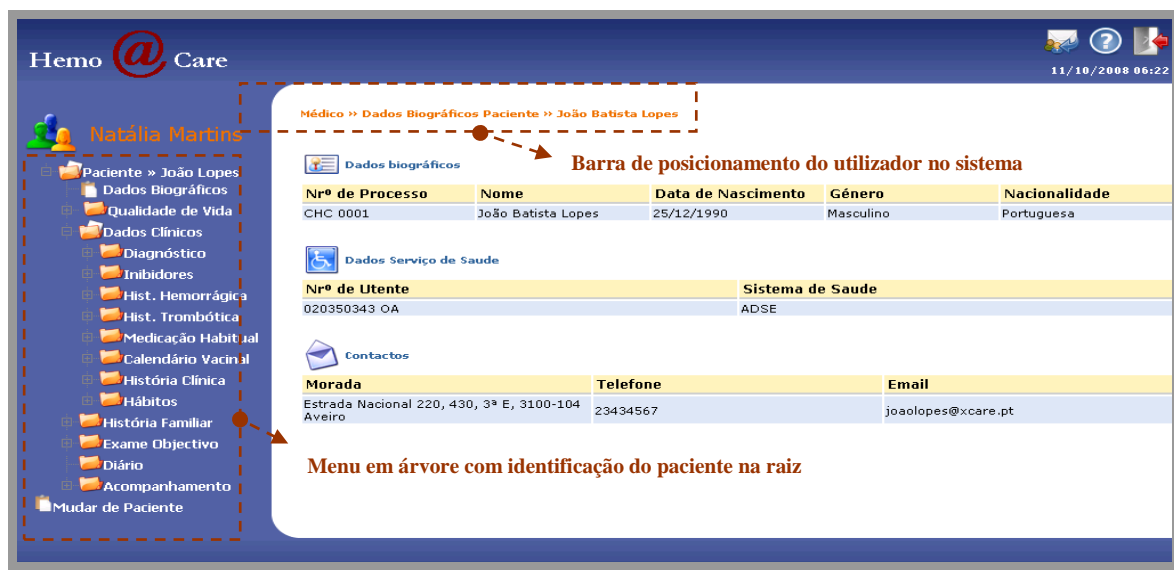 Hemo @ Care
11/10/2008 06:22
Natália Martins
Médico » Dados Biográficos Paciente » João Batista Lopes
Barra de posicionamento do utilizador no sistema
Paciente » João Lopes
Dados Biográficos
Qualidade de Vida
Dados Clínicos
Diagnóstico
Inibidores
Hist. Hemorrágica
Hist. Trombótica
Medicação Habitual
Calendário Vacinal
História Clínica
Hábitos
História Familiar
Exame Objectivo
Diário
Acompanhamento
Mudar de Paciente
Dados biográficos
Nrº de Processo Nome Data de Nascimento Género Nacionalidade
CHC 0001 João Batista Lopes 25/12/1990 Masculino Portuguesa
Dados Serviço de Saude
Nrº de Utente Sistema de Saude
020350343 OA ADSE
Contactos
Morada Telefone Email
Estrada Nacional 220, 430, 3ª E, 3100-104
Aveiro 23434567 joaolopes@xcare.pt
Menu em árvore com identificação do paciente na raiz